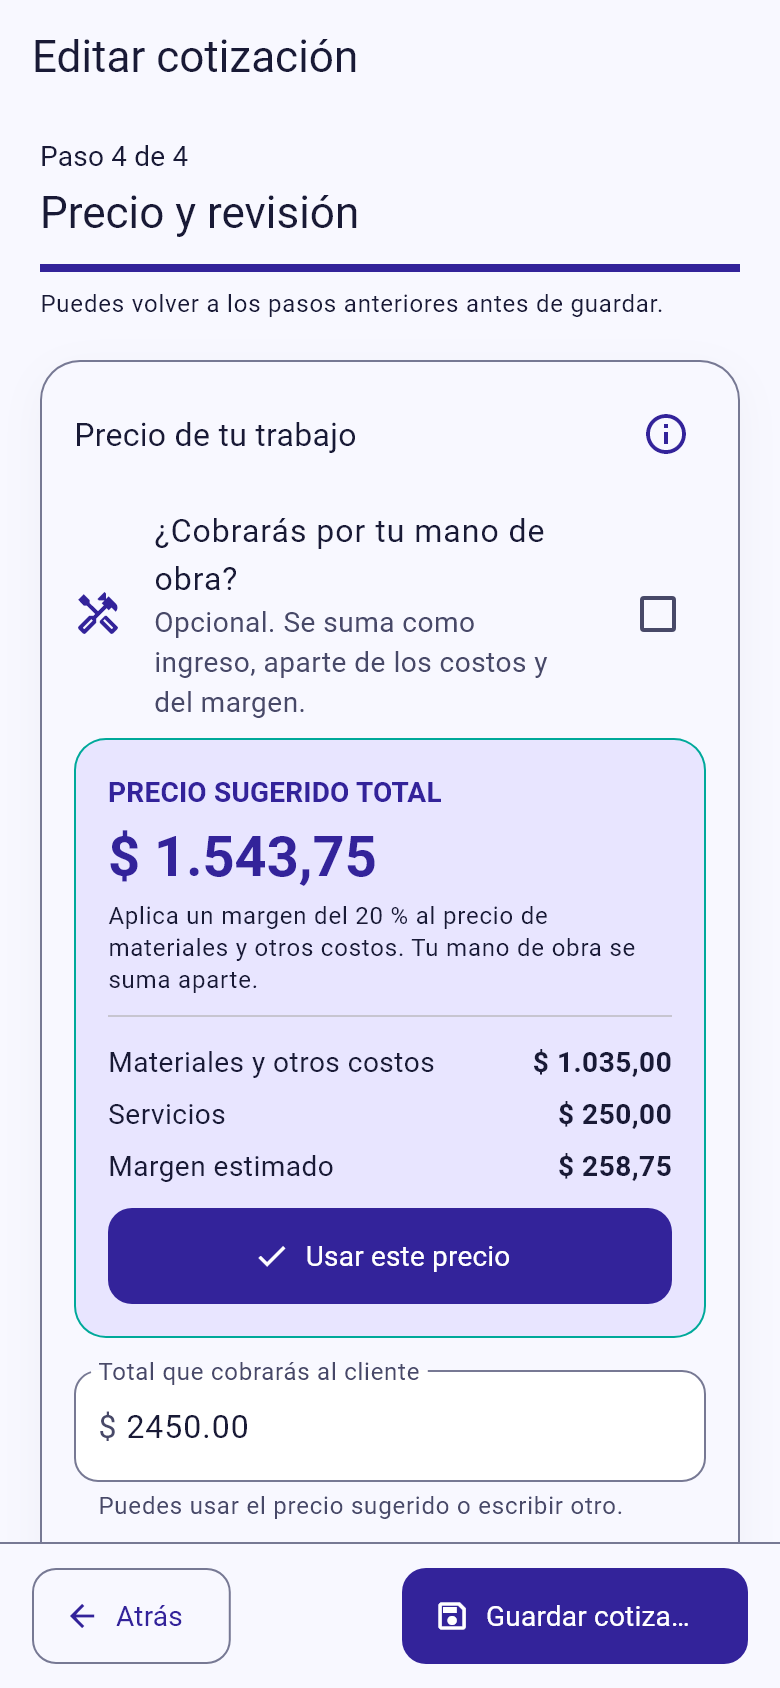 Editar cotización
Paso 4 de 4
Precio y revisión
Puedes volver a los pasos anteriores antes de guardar.
Precio de tu trabajo
¿Cobrarás por tu mano de
obra?
Opcional. Se suma como
ingreso, aparte de los costos y
del margen.
PRECIO SUGERIDO TOTAL
$ 1.543,75
Aplica un margen del 20 % al precio de
materiales y otros costos. Tu mano de obra se
suma aparte.
Materiales y otros costos $ 1.035,00
Servicios $ 250,00
Margen estimado $ 258,75
Usar este precio
Total que cobrarás al cliente
$ 2450.00
Puedes usar el precio sugerido o escribir otro.
Atrás
Guardar cotiza…